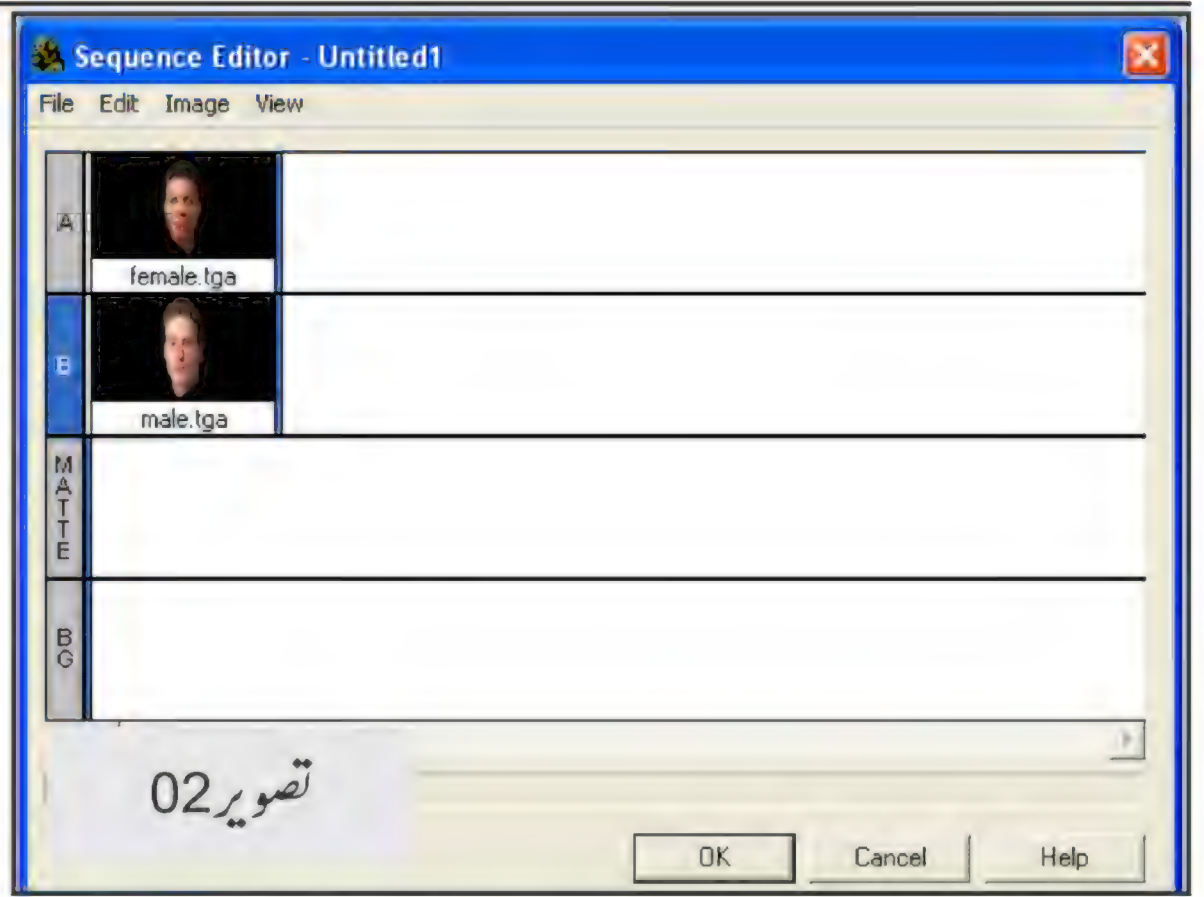 Sequence Editor - Untitled1
File Edit Image View
A
female.tga
B
male.tga
MATTE
BG
تصویر02
OK Cancel Help